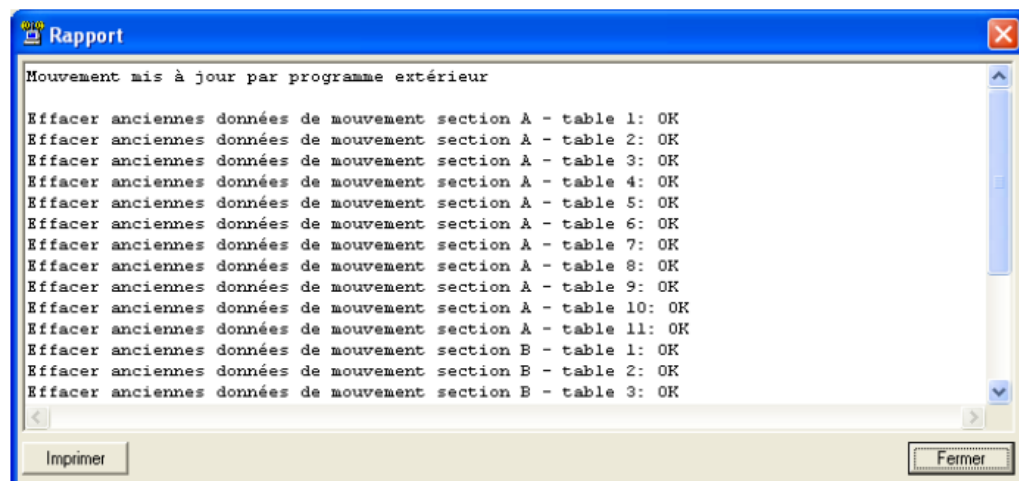 Rapport
Mouvement mis à jour par programme extérieur
Effacer anciennes données de mouvement section A - table 1: OK
Effacer anciennes données de mouvement section A - table 2: OK
Effacer anciennes données de mouvement section A - table 3: OK
Effacer anciennes données de mouvement section A - table 4: OK
Effacer anciennes données de mouvement section A - table 5: OK
Effacer anciennes données de mouvement section A - table 6: OK
Effacer anciennes données de mouvement section A - table 7: OK
Effacer anciennes données de mouvement section A - table 8: OK
Effacer anciennes données de mouvement section A - table 9: OK
Effacer anciennes données de mouvement section A - table 10: OK
Effacer anciennes données de mouvement section A - table 11: OK
Effacer anciennes données de mouvement section B - table 1: OK
Effacer anciennes données de mouvement section B - table 2: OK
Effacer anciennes données de mouvement section B - table 3: OK
Imprimer
Fermer